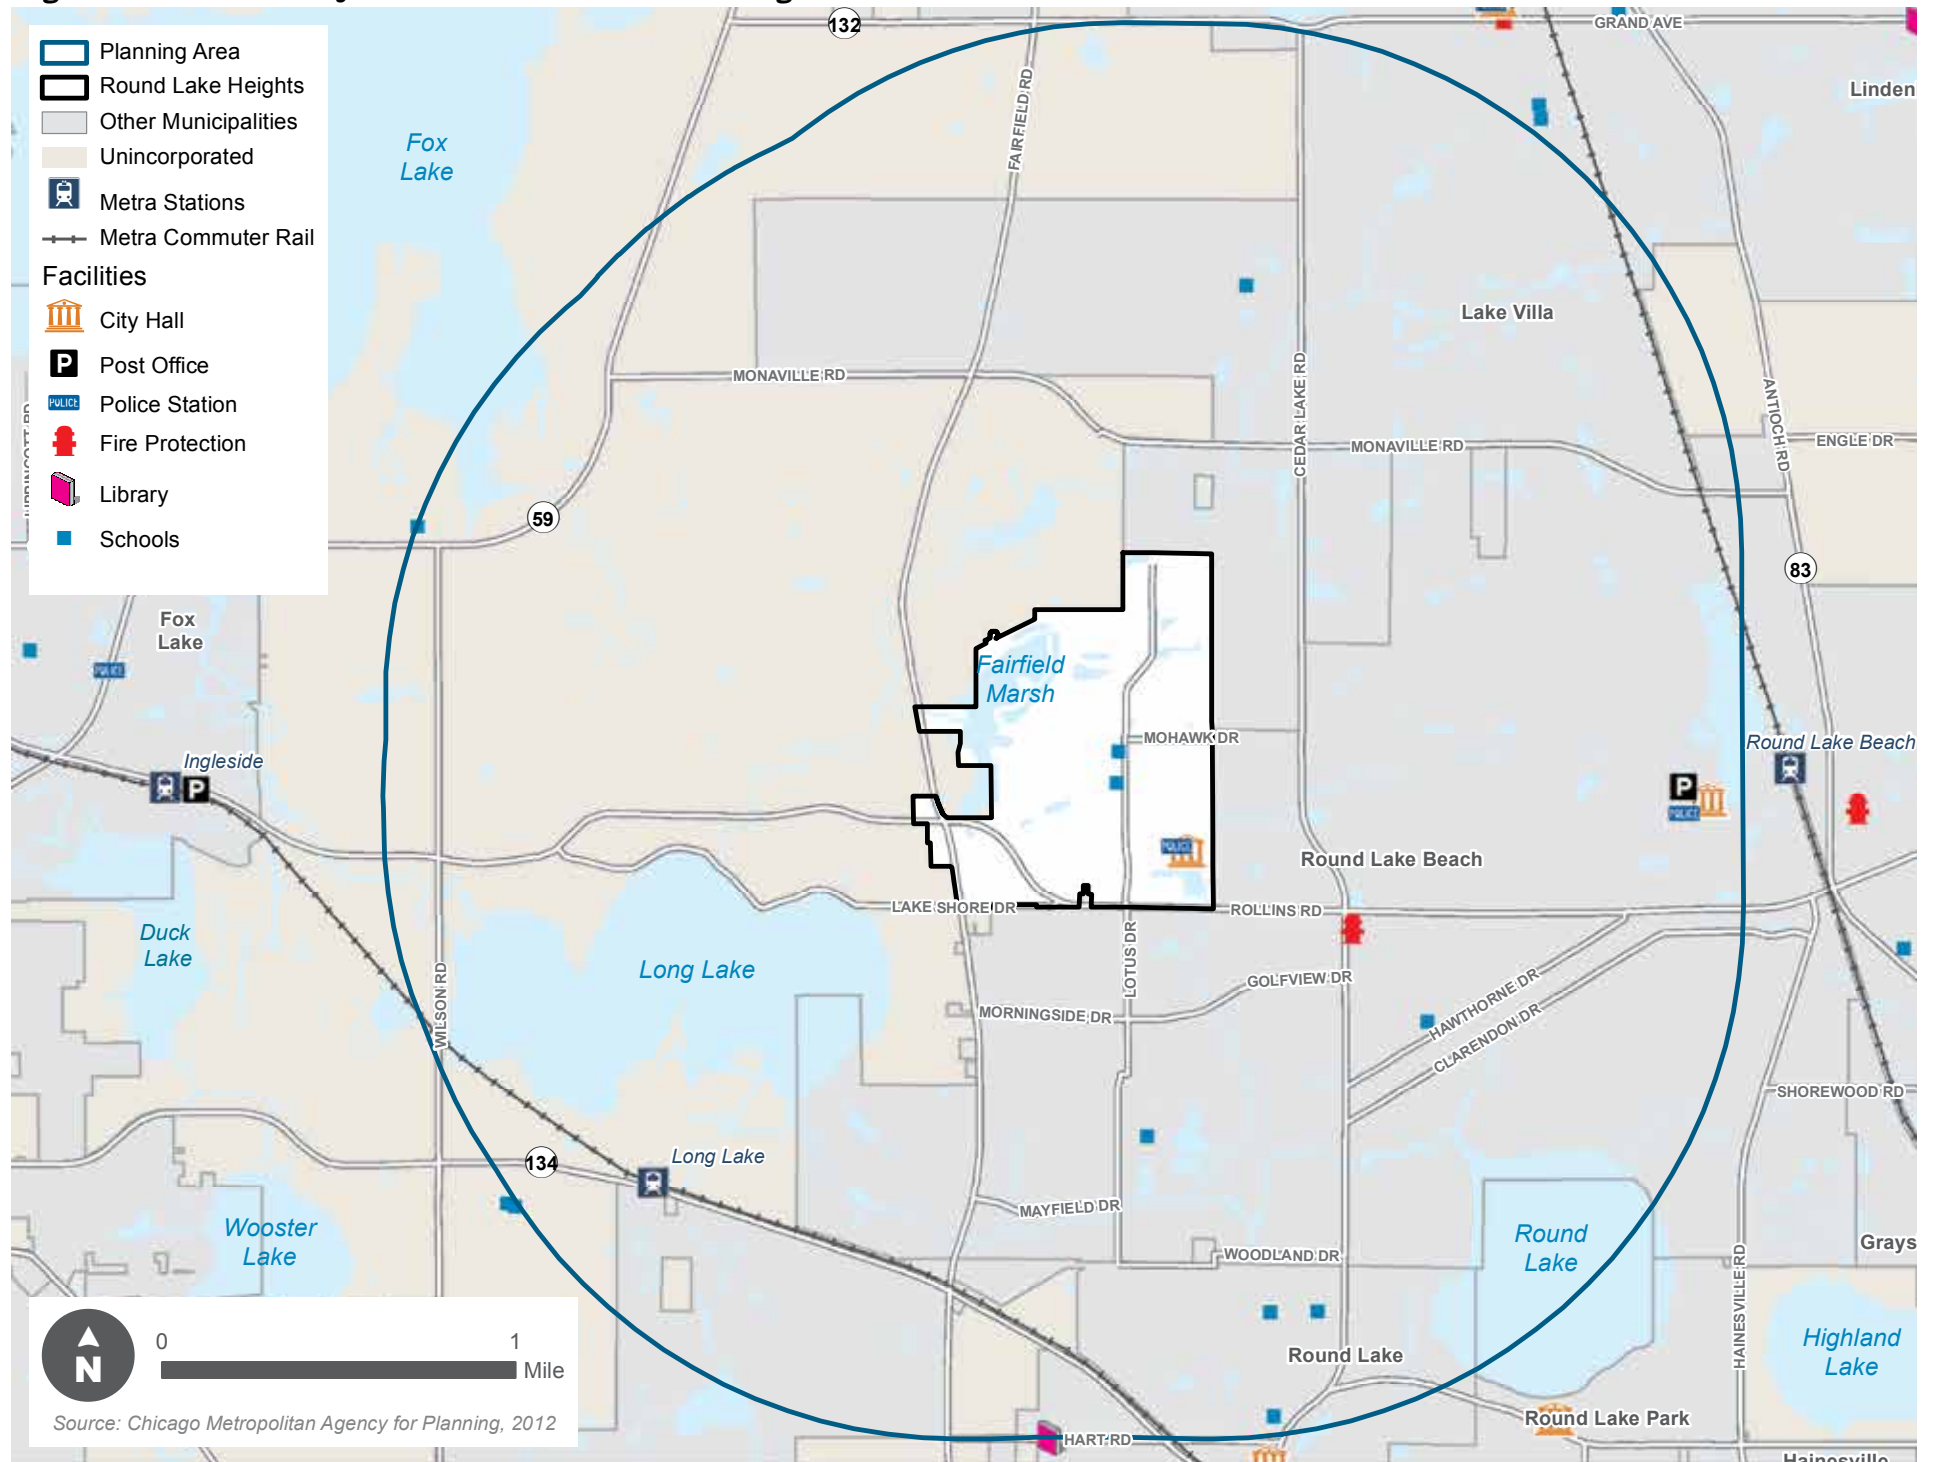 132
GRAND AVE
Planning Area
Round Lake Heights
Other Municipalities
Unincorporated
Metra Stations
Metra Commuter Rail
Facilities
City Hall
P
Post Office
POLICE
Police Station
Fire Protection
Library
Schools
Linden
Fox
Lake
FAIRFIELD RD
Lake Villa
MONAVILLE RD
CEDAR LAKE RD
ANTIOCH RD
MONAVILLE RD
ENGLE DR
59
83
Fox
Lake
POLICE
Fairfield
Marsh
MOHAWK DR
Round Lake Beach
Ingleside
P
P
POLICE
POLICE
Round Lake Beach
LAKE SHORE DR
ROLLINS RD
Duck
Lake
Long Lake
WILSON RD
LOTUS DR
GOLFVIEW DR
MORNINGSIDE DR
HAWTHORNE DR
CLARENDON DR
SHOREWOOD RD
134
Long Lake
MAYFIELD DR
Wooster
Lake
WOODLAND DR
Round
Lake
Grays
HAINESVILLE RD
Highland
Lake
Round Lake
Round Lake Park
HART RD
Hainesville
N
0 1
Mile
Source: Chicago Metropolitan Agency for Planning, 2012